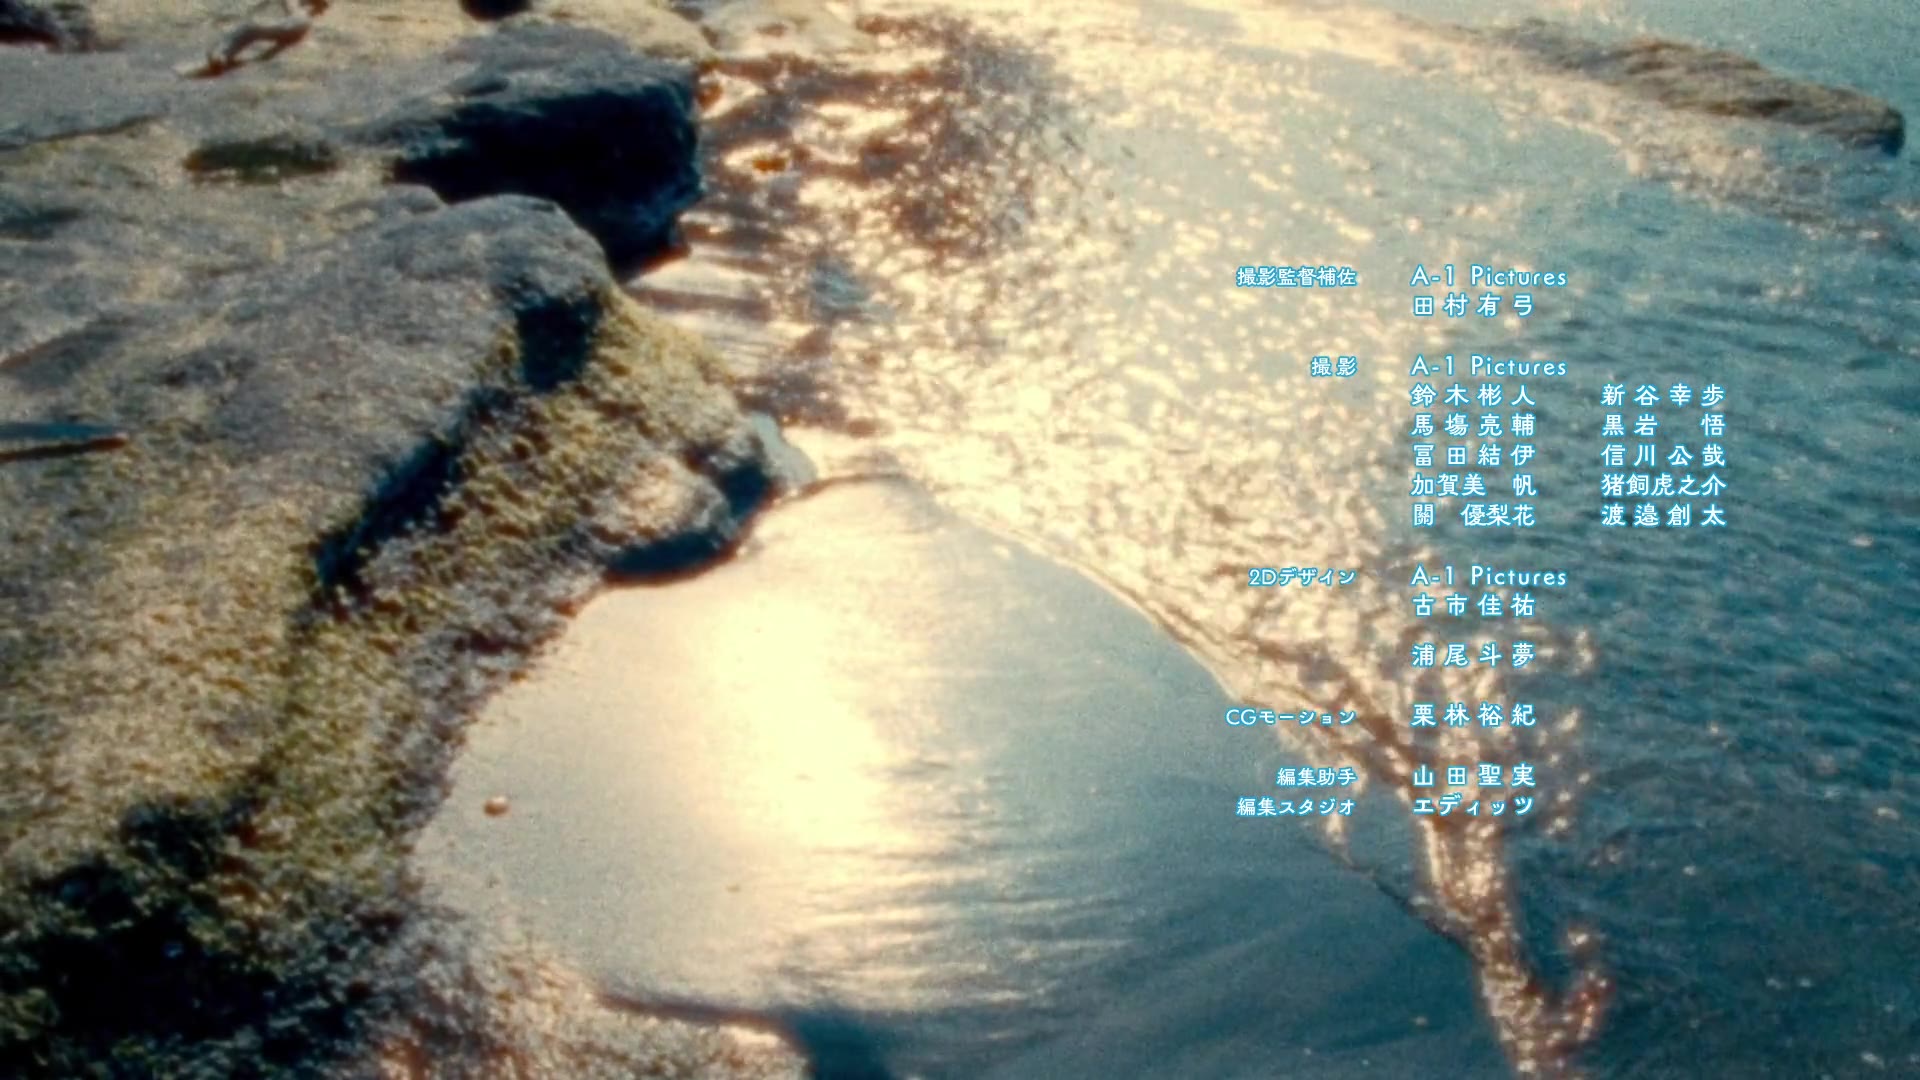 撮影監督補佐 A-1 Pictures
田村有弓
撮影 A-1 Pictures
鈴木彬人 新谷幸歩
馬場亮輔 黒岩 悟
冨田結伊 信川公哉
加賀美 帆 猪飼虎之介
關 優梨花 渡邉創太
2Dデザイン A-1 Pictures
古市佳祐
浦尾斗夢
CGモーション 栗林裕紀
編集助手 山田聖実
編集スタジオ エディッツ